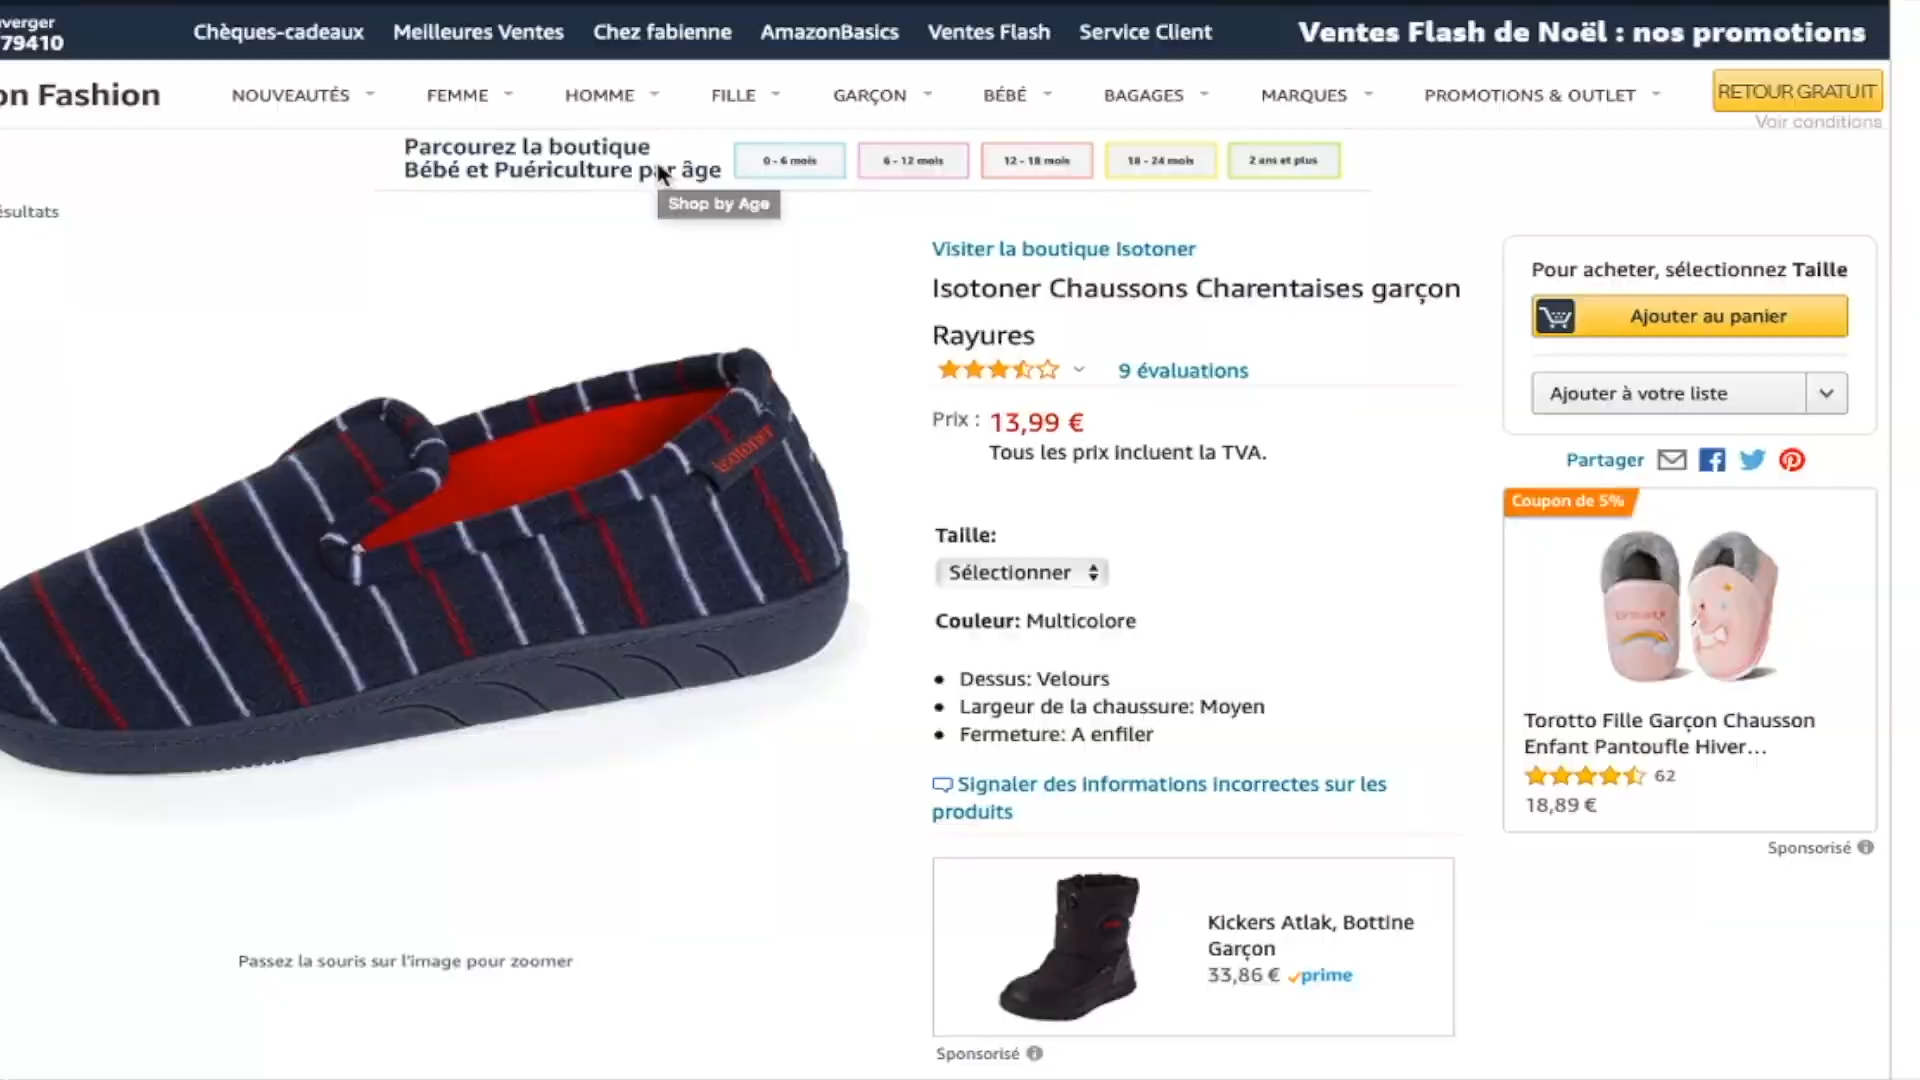 uverger
79410
Chèques-cadeaux Meilleures Ventes Chez fabienne AmazonBasics Ventes Flash Service Client Ventes Flash de Noël : nos promotions
on Fashion NOUVEAUTÉS FEMME HOMME FILLE GARÇON BÉBÉ BAGAGES MARQUES PROMOTIONS & OUTLET RETOUR GRATUIT
Voir conditions
Parcourez la boutique
Bébé et Puériculture par âge 0 - 6 mois 6 - 12 mois 12 - 18 mois 18 - 24 mois 2 ans et plus
Shop by Age
ésultats
isotoner
Visiter la boutique Isotoner
Isotoner Chaussons Charentaises garçon
Rayures
9 évaluations
Prix : 13,99 €
Tous les prix incluent la TVA.
Taille:
Sélectionner
Couleur: Multicolore
Dessus: Velours
Largeur de la chaussure: Moyen
Fermeture: A enfiler
Signaler des informations incorrectes sur les
produits
Kickers Atlak, Bottine
Garçon
33,86 € prime
Sponsorisé
Passez la souris sur l'image pour zoomer
Pour acheter, sélectionnez Taille
Ajouter au panier
Ajouter à votre liste
Partager
Coupon de 5%
Torotto Fille Garçon Chausson
Enfant Pantoufle Hiver...
62
18,89 €
Sponsorisé